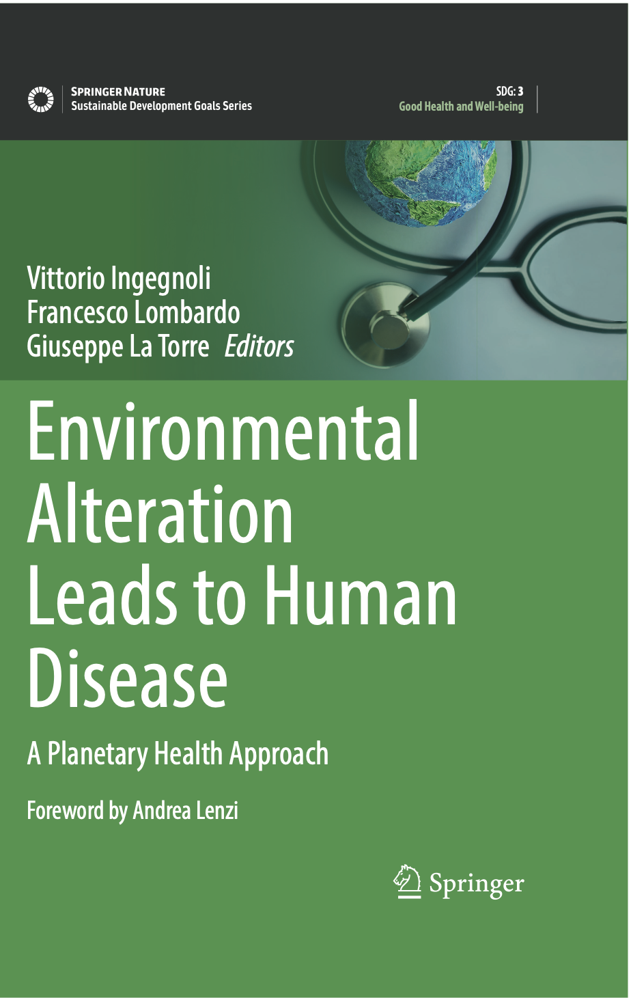 SPRINGER NATURE
Sustainable Development Goals Series
SDG: 3
Good Health and Well-being
Vittorio Ingegnoli
Francesco Lombardo
Giuseppe La Torre Editors
Environmental
Alteration
Leads to Human
Disease
A Planetary Health Approach
Foreword by Andrea Lenzi
Springer